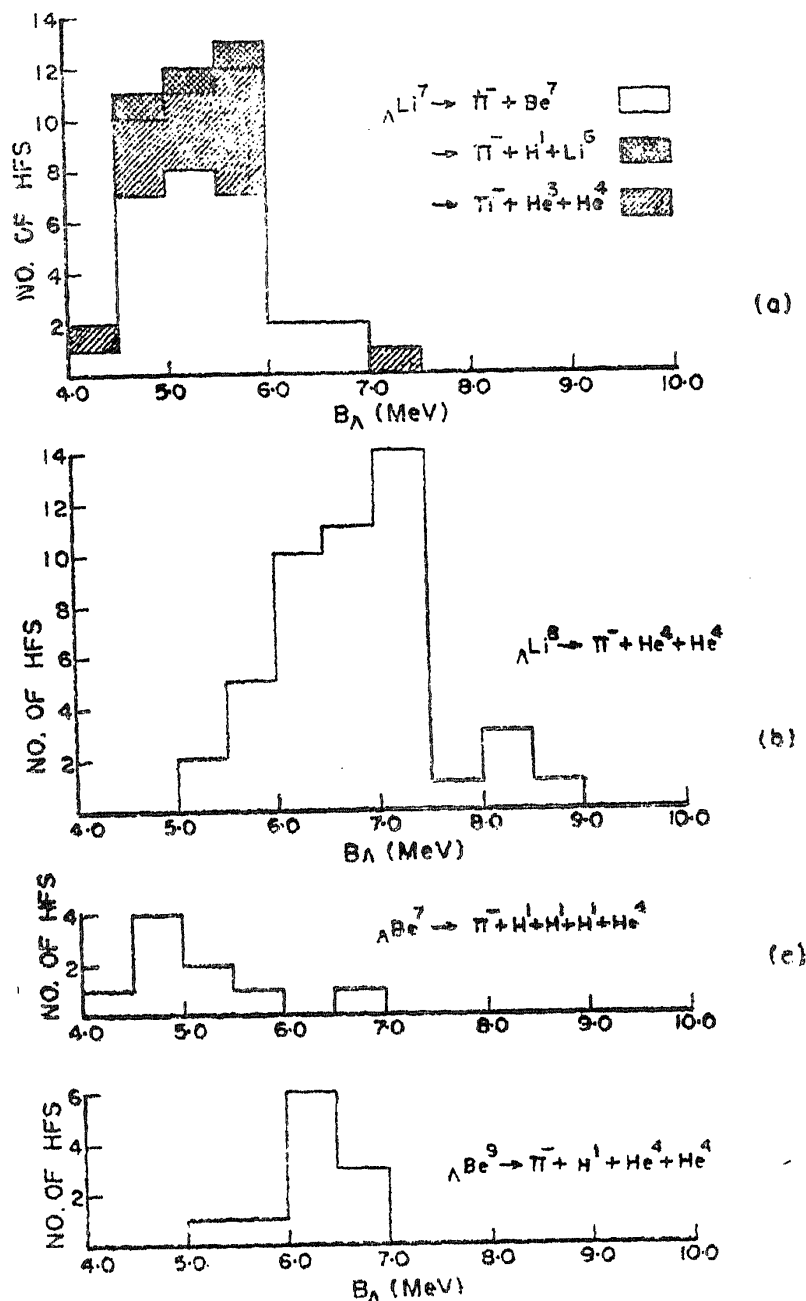 14
12
10
8
6
4
2
NO. OF HFS
ΛLi⁷ → π⁻ + Be⁷
→ π⁻ + H¹ + Li⁶
→ π⁻ + He³ + He⁴
(a)
4.0 5.0 6.0 7.0 8.0 9.0 10.0
BΛ (MeV)
14
12
10
8
6
4
2
NO. OF HFS
ΛLi⁸ → π⁻ + He⁴ + He⁴
(b)
4.0 5.0 6.0 7.0 8.0 9.0 10.0
BΛ (MeV)
4
2
NO. OF HFS
ΛBe⁷ → π⁻ + H¹ + H¹ + H¹ + He⁴
4.0 5.0 6.0 7.0 8.0 9.0 10.0
6
4
2
NO. OF HFS
ΛBe⁹ → π⁻ + H¹ + He⁴ + He⁴
4.0 5.0 6.0 7.0 8.0 9.0 10.0
BΛ (MeV)